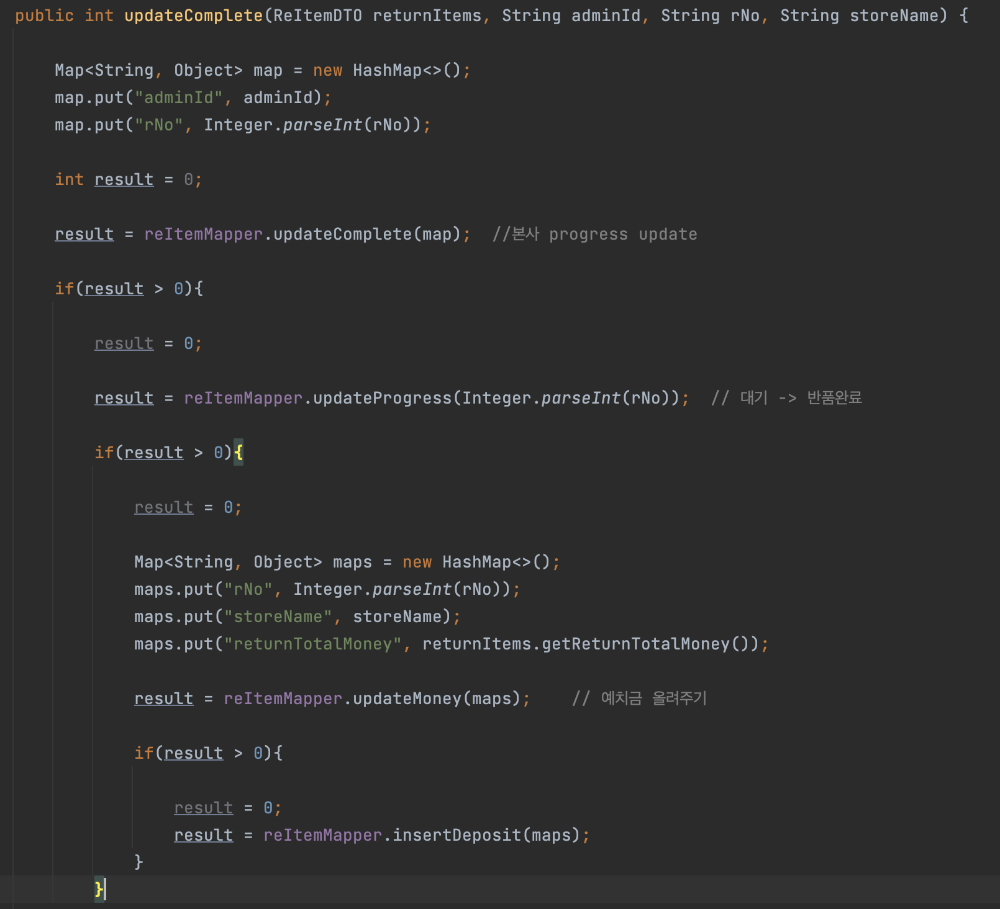 public int updateComplete(ReItemDTO returnItems, String adminId, String rNo, String storeName) {
Map<String, Object> map = new HashMap<>();
map.put("adminId", adminId);
map.put("rNo", Integer.parseInt(rNo));
int result = 0;
result = reItemMapper.updateComplete(map);  //본사 progress update
if(result > 0){
result = 0;
result = reItemMapper.updateProgress(Integer.parseInt(rNo));  // 대기 -> 반품완료
if(result > 0){
result = 0;
Map<String, Object> maps = new HashMap<>();
maps.put("rNo", Integer.parseInt(rNo));
maps.put("storeName", storeName);
maps.put("returnTotalMoney", returnItems.getReturnTotalMoney());
result = reItemMapper.updateMoney(maps);    // 예치금 올려주기
if(result > 0){
result = 0;
result = reItemMapper.insertDeposit(maps);
}
}